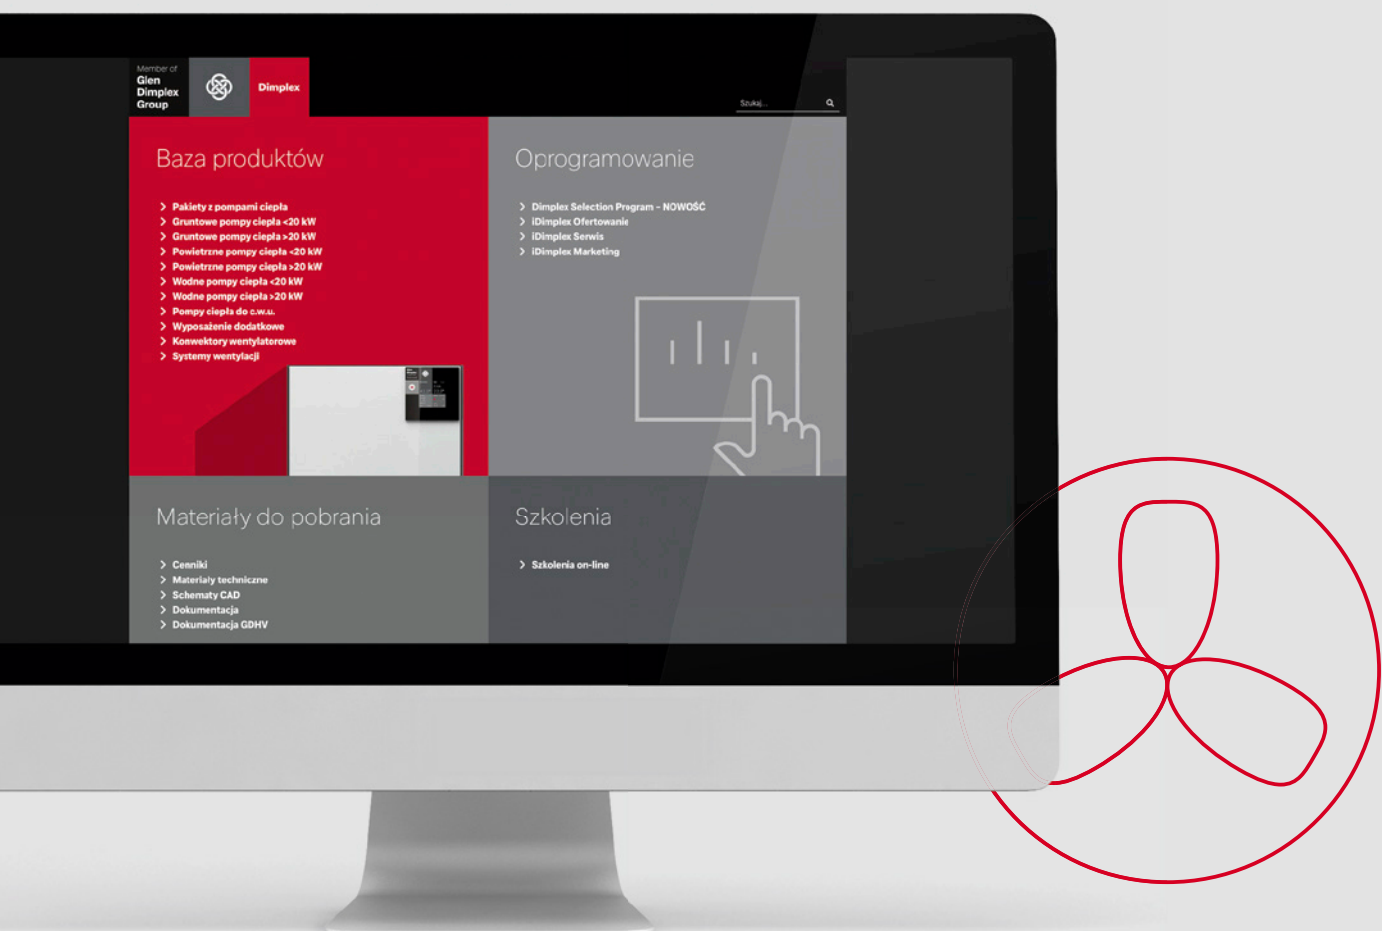 Member of
Glen
Dimplex
Group
Dimplex
Szukaj...
Baza produktów
Pakiety z pompami ciepła
Gruntowe pompy ciepła <20 kW
Gruntowe pompy ciepła >20 kW
Powietrzne pompy ciepła <20 kW
Powietrzne pompy ciepła >20 kW
Wodne pompy ciepła <20 kW
Wodne pompy ciepła >20 kW
Pompy ciepła do c.w.u.
Wyposażenie dodatkowe
Konwektory wentylatorowe
Systemy wentylacji
Oprogramowanie
Dimplex Selection Program – NOWOŚĆ
iDimplex Ofertowanie
iDimplex Serwis
iDimplex Marketing
Materiały do pobrania
Cenniki
Materiały techniczne
Schematy CAD
Dokumentacja
Dokumentacja GDHV
Szkolenia
Szkolenia on-line